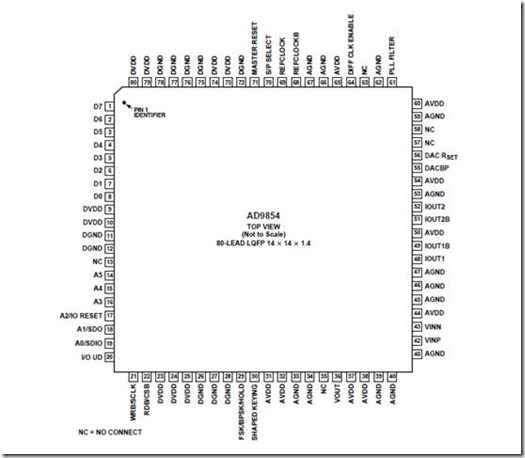 DVDD
DVDD
DGND
DGND
DGND
DGND
DVDD
DVDD
DGND
MASTER RESET
S/P SELECT
REFCLOCK
REFCLOCKB
AGND
AGND
AVDD
DIFF CLK ENABLE
NC
AGND
PLL FILTER
80 79 78 77 76 75 74 73 72 71 70 69 68 67 66 65 64 63 62 61
D7 1
D6 2
D5 3
D4 4
D3 5
D2 6
D1 7
D0 8
DVDD 9
DVDD 10
DGND 11
DGND 12
NC 13
A5 14
A4 15
A3 16
A2/IO RESET 17
A1/SDO 18
A0/SDIO 19
I/O UD 20
PIN 1
IDENTIFIER
AD9854
TOP VIEW
(Not to Scale)
80-LEAD LQFP 14 × 14 × 1.4
60 AVDD
59 AGND
58 NC
57 NC
56 DAC RSET
55 DACBP
54 AVDD
53 AGND
52 IOUT2
51 IOUT2B
50 AVDD
49 IOUT1B
48 IOUT1
47 AGND
46 AGND
45 AGND
44 AVDD
43 VINN
42 VINP
40 AGND
21 22 23 24 25 26 27 28 29 30 31 32 33 34 35 36 37 38 39 40
WRB/SCLK
RDB/CSB
DVDD
DVDD
DVDD
DGND
DGND
DGND
FSK/BPSK/HOLD
SHAPED KEYING
AVDD
AVDD
AGND
AGND
NC
VOUT
AVDD
AVDD
AGND
AGND
NC = NO CONNECT